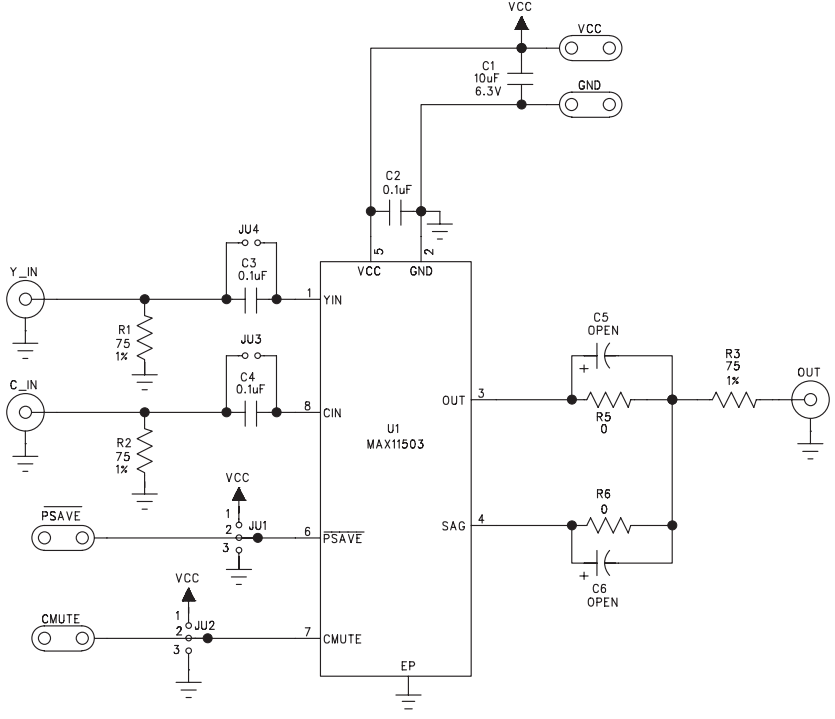 VCC
VCC
C1
10uF
6.3V
GND
C2
0.1uF
5
2
VCC
GND
JU4
C3
0.1uF
Y_IN
1
YIN
R1
75
1%
JU3
C4
0.1uF
C_IN
8
CIN
R2
75
1%
U1
MAX11503
OUT
3
C5
OPEN
+
R5
0
R3
75
1%
OUT
VCC
PSAVE
1
2
3
JU1
6
PSAVE
SAG
4
R6
0
+
C6
OPEN
VCC
CMUTE
1
2
3
JU2
7
CMUTE
EP